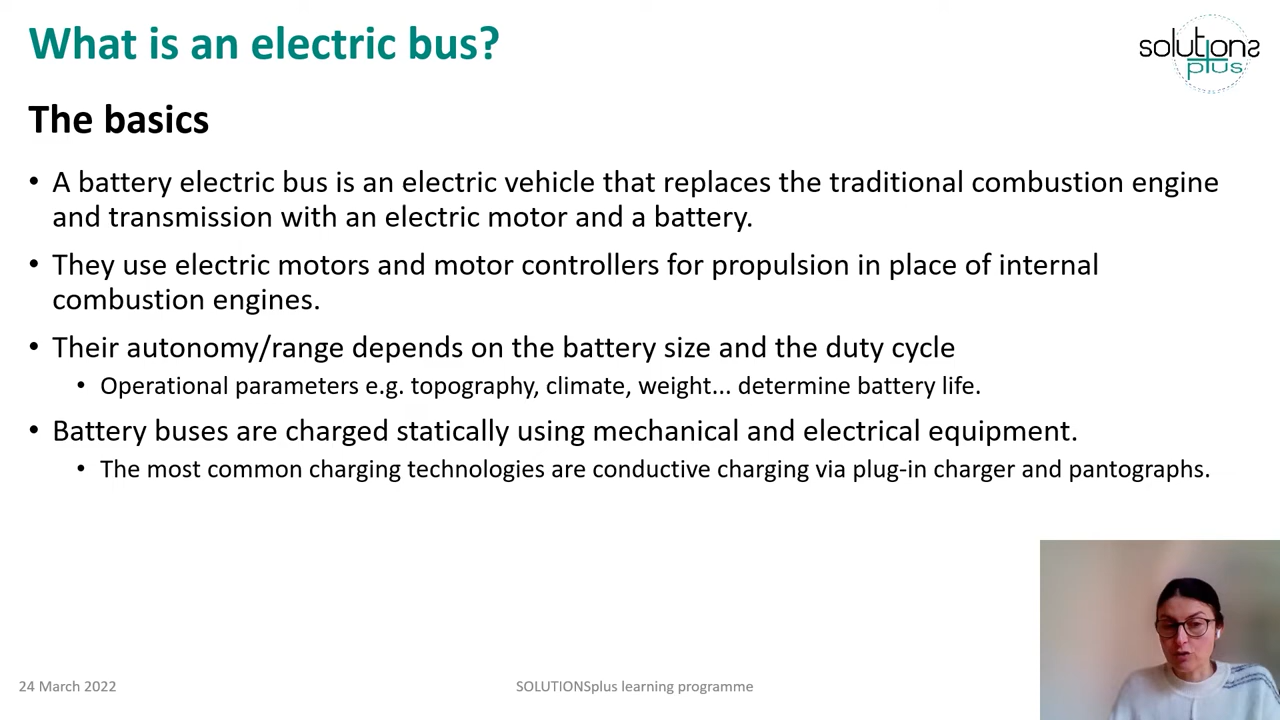 What is an electric bus?
solutions
plus
The basics
• A battery electric bus is an electric vehicle that replaces the traditional combustion engine
and transmission with an electric motor and a battery.
• They use electric motors and motor controllers for propulsion in place of internal
combustion engines.
• Their autonomy/range depends on the battery size and the duty cycle
• Operational parameters e.g. topography, climate, weight... determine battery life.
• Battery buses are charged statically using mechanical and electrical equipment.
• The most common charging technologies are conductive charging via plug-in charger and pantographs.
24 March 2022
SOLUTIONSplus learning programme